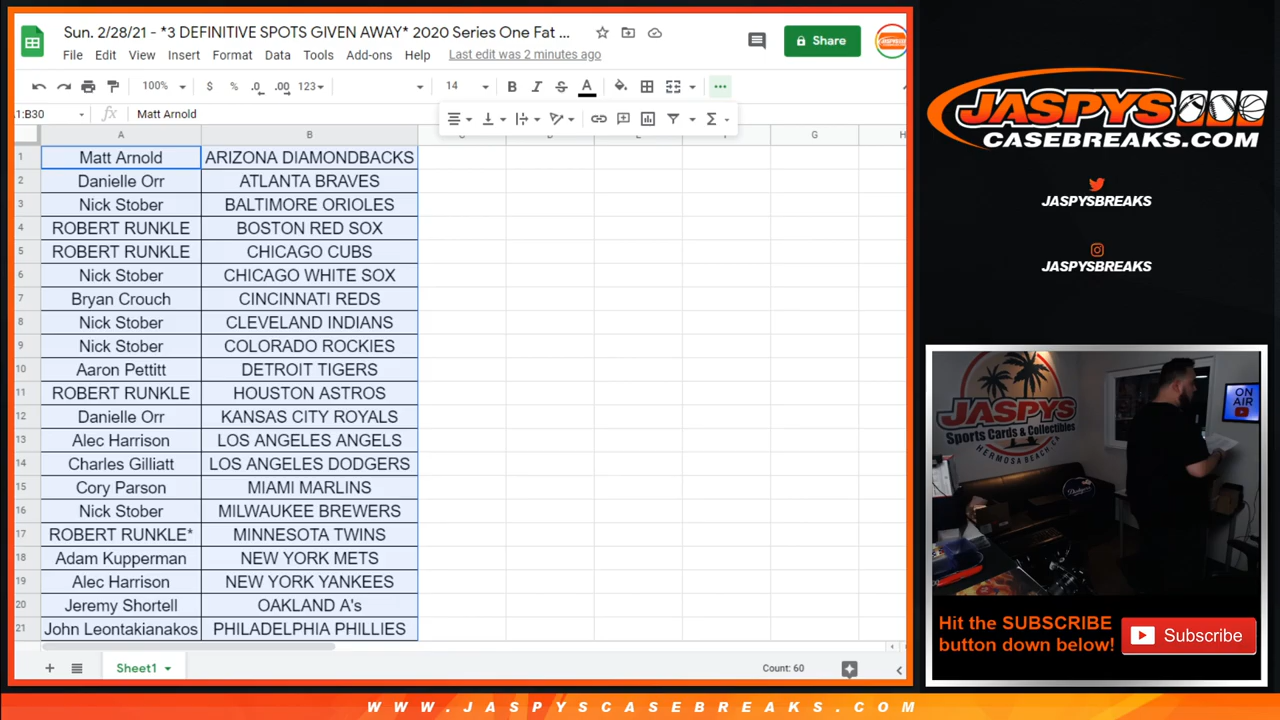 Sun. 2/28/21 - *3 DEFINITIVE SPOTS GIVEN AWAY* 2020 Series One Fat ...
File Edit View Insert Format Data Tools Add-ons Help Last edit was 2 minutes ago
Share
100% $ % .0 .00 123 14 B I S A
A1:B30 fx Matt Arnold
A B C D E F G H
1 Matt Arnold ARIZONA DIAMONDBACKS
2 Danielle Orr ATLANTA BRAVES
3 Nick Stober BALTIMORE ORIOLES
4 ROBERT RUNKLE BOSTON RED SOX
5 ROBERT RUNKLE CHICAGO CUBS
6 Nick Stober CHICAGO WHITE SOX
7 Bryan Crouch CINCINNATI REDS
8 Nick Stober CLEVELAND INDIANS
9 Nick Stober COLORADO ROCKIES
10 Aaron Pettitt DETROIT TIGERS
11 ROBERT RUNKLE HOUSTON ASTROS
12 Danielle Orr KANSAS CITY ROYALS
13 Alec Harrison LOS ANGELES ANGELS
14 Charles Gilliatt LOS ANGELES DODGERS
15 Cory Parson MIAMI MARLINS
16 Nick Stober MILWAUKEE BREWERS
17 ROBERT RUNKLE* MINNESOTA TWINS
18 Adam Kupperman NEW YORK METS
19 Alec Harrison NEW YORK YANKEES
20 Jeremy Shortell OAKLAND A's
21 John Leontakianakos PHILADELPHIA PHILLIES
Sheet1 Count: 60
JASPYS
CASEBREAKS.COM
JASPYSBREAKS
JASPYSBREAKS
JASPYS
Sports Cards & Collectibles
HERMOSA BEACH, CA
ON
AIR
Dodgers
Hit the SUBSCRIBE
button down below!
Subscribe
WWW.JASPYSCASEBREAKS.COM